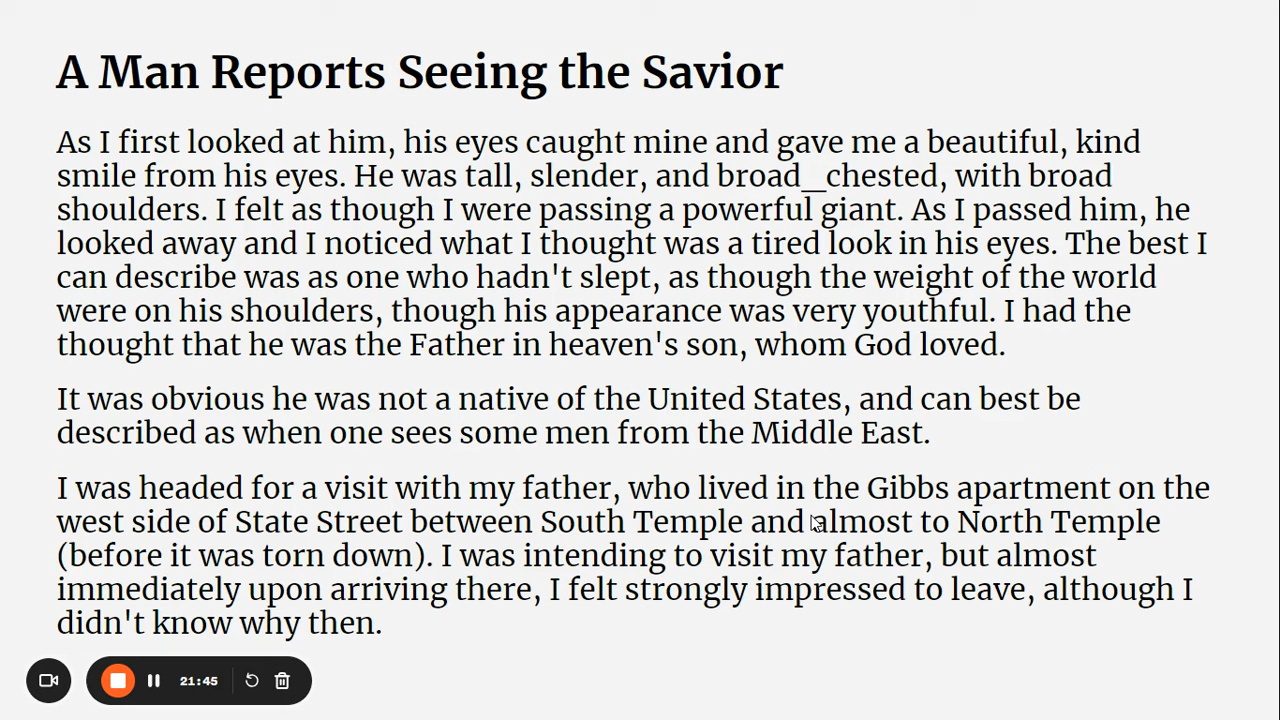 A Man Reports Seeing the Savior
As I first looked at him, his eyes caught mine and gave me a beautiful, kind
smile from his eyes. He was tall, slender, and broad_chested, with broad
shoulders. I felt as though I were passing a powerful giant. As I passed him, he
looked away and I noticed what I thought was a tired look in his eyes. The best I
can describe was as one who hadn't slept, as though the weight of the world
were on his shoulders, though his appearance was very youthful. I had the
thought that he was the Father in heaven's son, whom God loved.
It was obvious he was not a native of the United States, and can best be
described as when one sees some men from the Middle East.
I was headed for a visit with my father, who lived in the Gibbs apartment on the
west side of State Street between South Temple and almost to North Temple
(before it was torn down). I was intending to visit my father, but almost
immediately upon arriving there, I felt strongly impressed to leave, although I
didn't know why then.
21:45